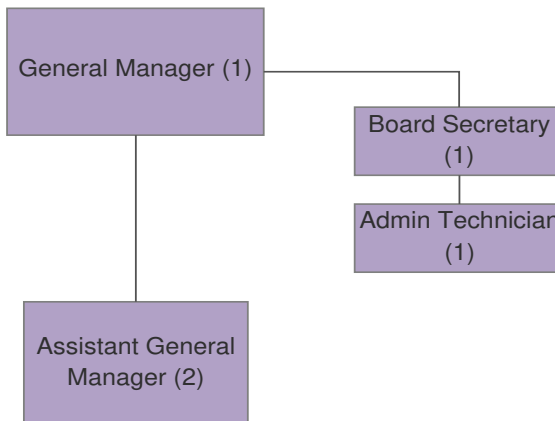 General Manager (1)
Board Secretary
(1)
Admin Technician
(1)
Assistant General
Manager (2)